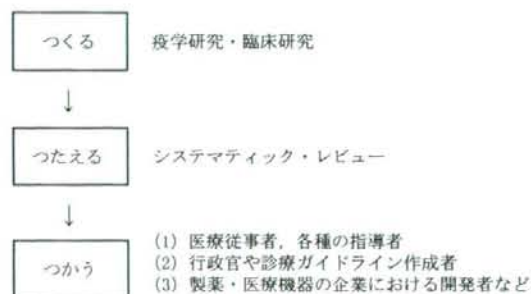 つくる 疫学研究・臨床研究
↓
つたえる システマティック・レビュー
↓
つかう
(1) 医療従事者，各種の指導者
(2) 行政官や診療ガイドライン作成者
(3) 製薬・医療機器の企業における開発者など